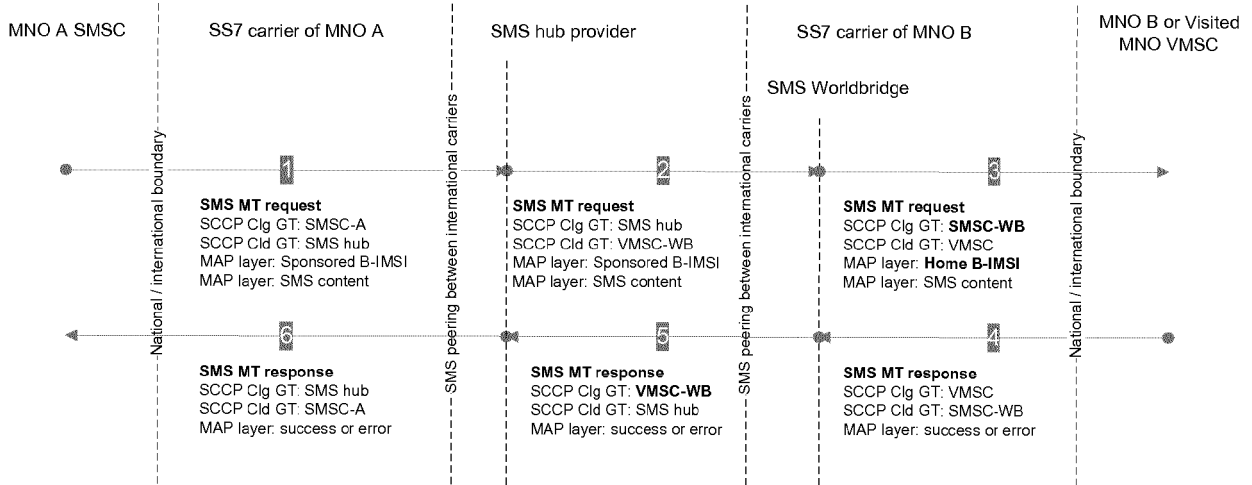 MNO A SMSC
SS7 carrier of MNO A
SMS hub provider
SS7 carrier of MNO B
MNO B or Visited
MNO VMSC
SMS Worldbridge
National / international boundary
SMS peering between international carriers
SMS peering between international carriers
National / international boundary
1
SMS MT request
SCCP Clg GT: SMSC-A
SCCP Cld GT: SMS hub
MAP layer: Sponsored B-IMSI
MAP layer: SMS content
2
SMS MT request
SCCP Clg GT: SMS hub
SCCP Cld GT: VMSC-WB
MAP layer: Sponsored B-IMSI
MAP layer: SMS content
3
SMS MT request
SCCP Clg GT: SMSC-WB
SCCP Cld GT: VMSC
MAP layer: Home B-IMSI
MAP layer: SMS content
6
SMS MT response
SCCP Clg GT: SMS hub
SCCP Cld GT: SMSC-A
MAP layer: success or error
5
SMS MT response
SCCP Clg GT: VMSC-WB
SCCP Cld GT: SMS hub
MAP layer: success or error
4
SMS MT response
SCCP Clg GT: VMSC
SCCP Cld GT: SMSC-WB
MAP layer: success or error